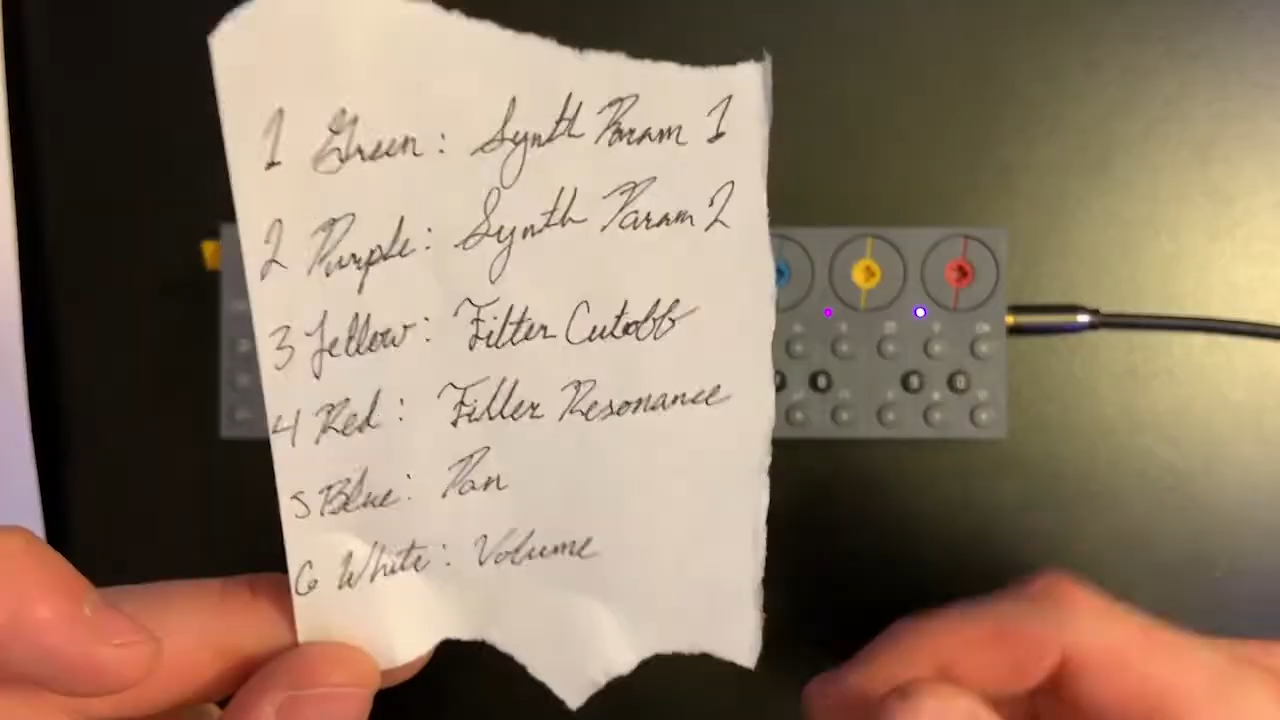 1 Green: Synth Param 1
2 Purple: Synth Param 2
3 Yellow: Filter Cutoff
4 Red: Filter Resonance
5 Blue: Pan
6 White: Volume